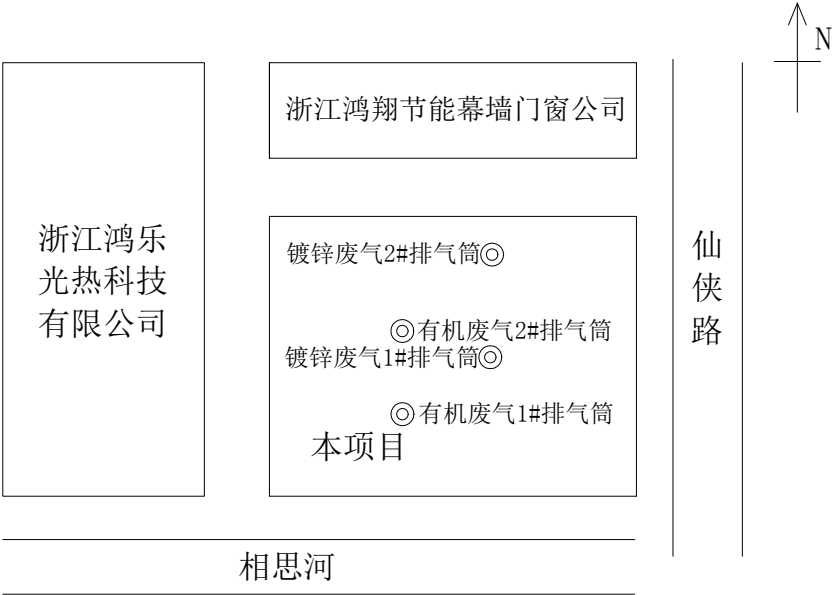 N
浙江鸿翔节能幕墙门窗公司
浙江鸿乐
光热科技
有限公司
镀锌废气2#排气筒
有机废气2#排气筒
镀锌废气1#排气筒
有机废气1#排气筒
本项目
仙
侠
路
相思河